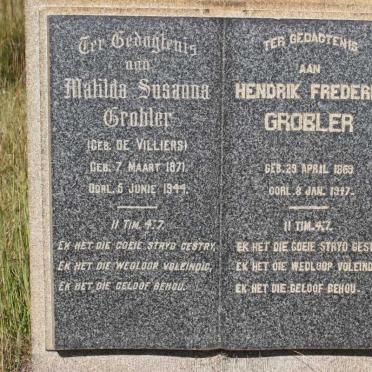 Ter Gedagtenis
aan
Matilda Susanna
Grobler
(GEB. DE VILLIERS)
GEB. 7 MAART 1871.
OORL. 5 JUNIE 1944.
II TIM. 4:7.
EK HET DIE GOEIE STRYD GESTRY,
EK HET DIE WEDLOOP VOLEINDIG,
EK HET DIE GELOOF BEHOU.
TER GEDAGTENIS
AAN
HENDRIK FREDERI
GROBLER
GEB. 29 APRIL 1869
OORL. 8 JAN. 1947.
II TIM. 4:7.
EK HET DIE GOEIE STRYD GEST
EK HET DIE WEDLOOP VOLEIND
EK HET DIE GELOOF BEHOU.